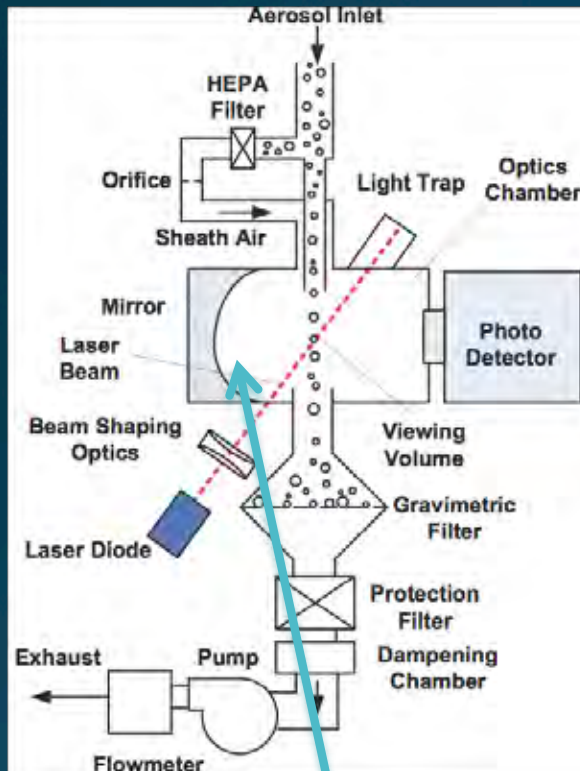 Aerosol Inlet
HEPA
Filter
Orifice
Light Trap
Optics
Chamber
Sheath Air
Mirror
Photo
Detector
Laser
Beam
Beam Shaping
Optics
Viewing
Volume
Gravimetric
Filter
Laser Diode
Protection
Filter
Exhaust
Pump
Dampening
Chamber
Flowmeter